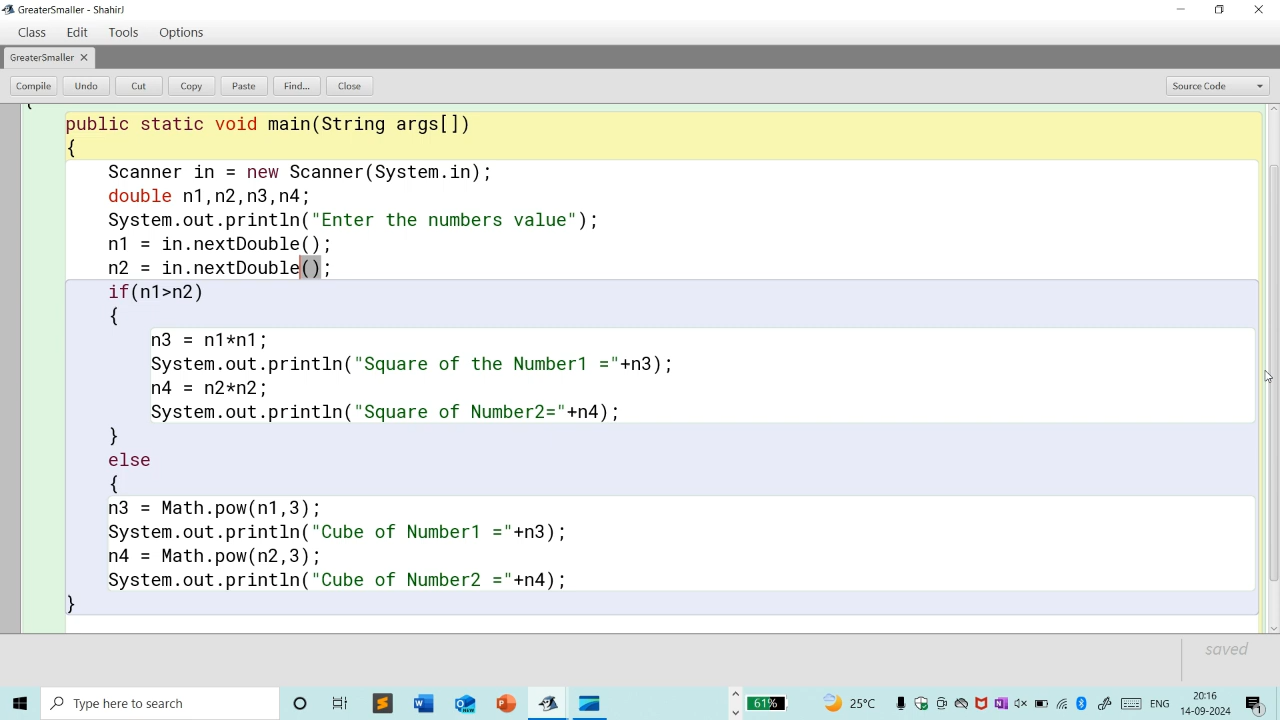 GreaterSmaller - ShahirJ
Class Edit Tools Options
GreaterSmaller ×
Compile Undo Cut Copy Paste Find... Close Source Code
{
public static void main(String args[])
{
Scanner in = new Scanner(System.in);
double n1,n2,n3,n4;
System.out.println("Enter the numbers value");
n1 = in.nextDouble();
n2 = in.nextDouble();
if(n1>n2)
{
n3 = n1*n1;
System.out.println("Square of the Number1 ="+n3);
n4 = n2*n2;
System.out.println("Square of Number2="+n4);
}
else
{
n3 = Math.pow(n1,3);
System.out.println("Cube of Number1 ="+n3);
n4 = Math.pow(n2,3);
System.out.println("Cube of Number2 ="+n4);
}
saved
Type here to search
61%
25°C
ENG
20:16
14-09-2024
1